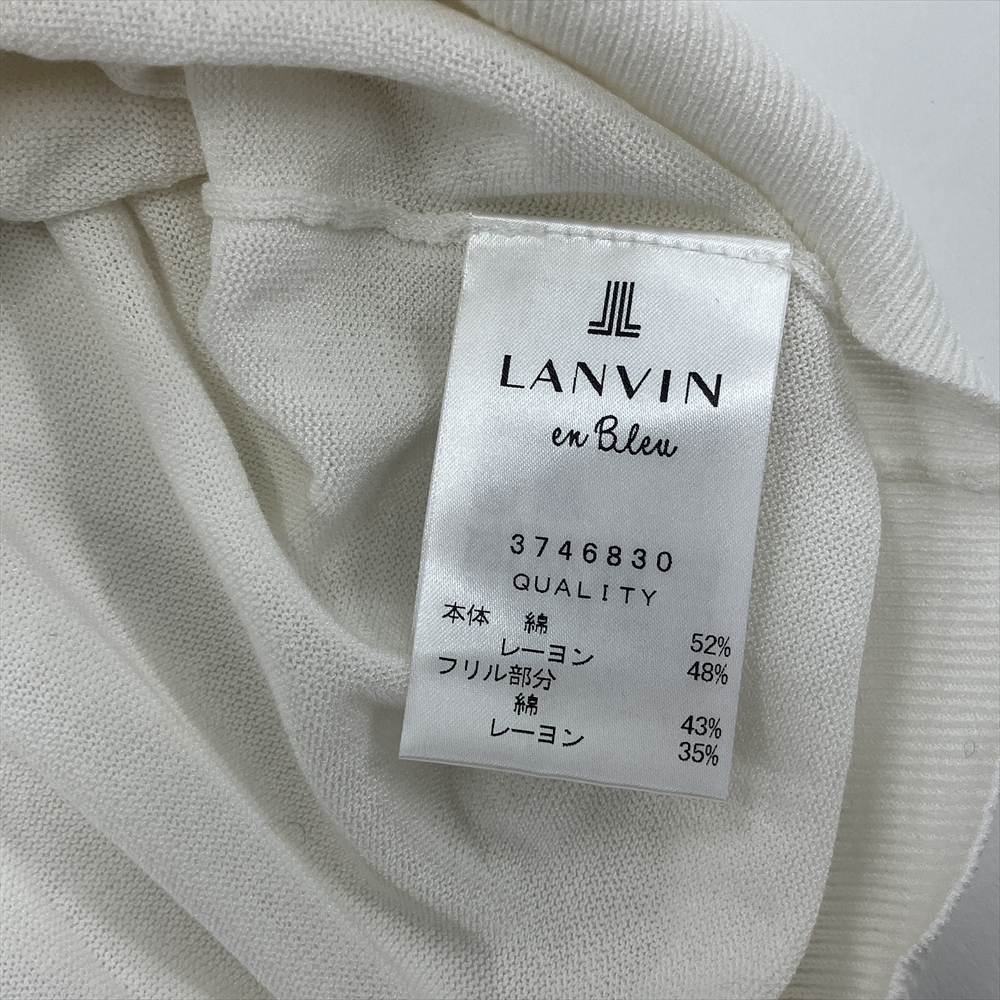 LANVIN
en Bleu
3746830
QUALITY
本体 綿 52%
レーヨン 48%
フリル部分
綿 43%
レーヨン 35%